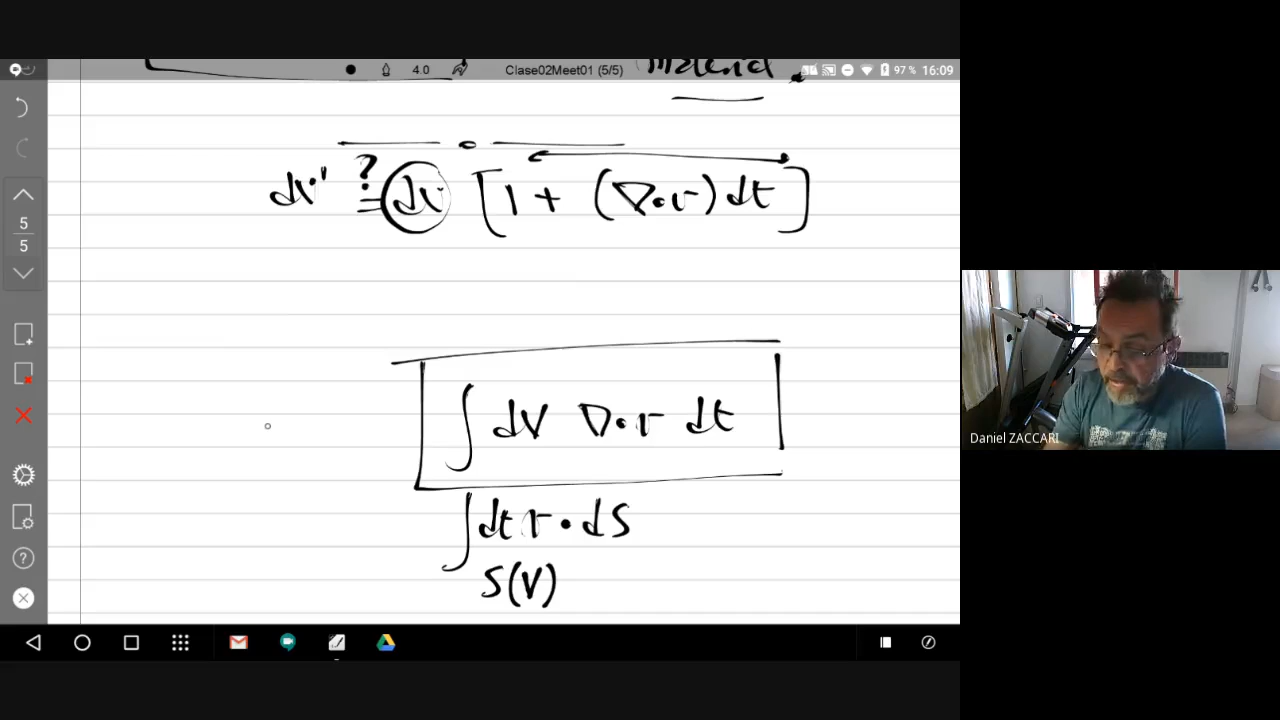 4.0 Clase02Meet01 (5/5) 97 % 16:09
material
dv' ?= dv [1 + (∇·v) dt]
5
5
∫ dV ∇·v dt
∫ dt v · dS
S(V)
Daniel ZACCARI